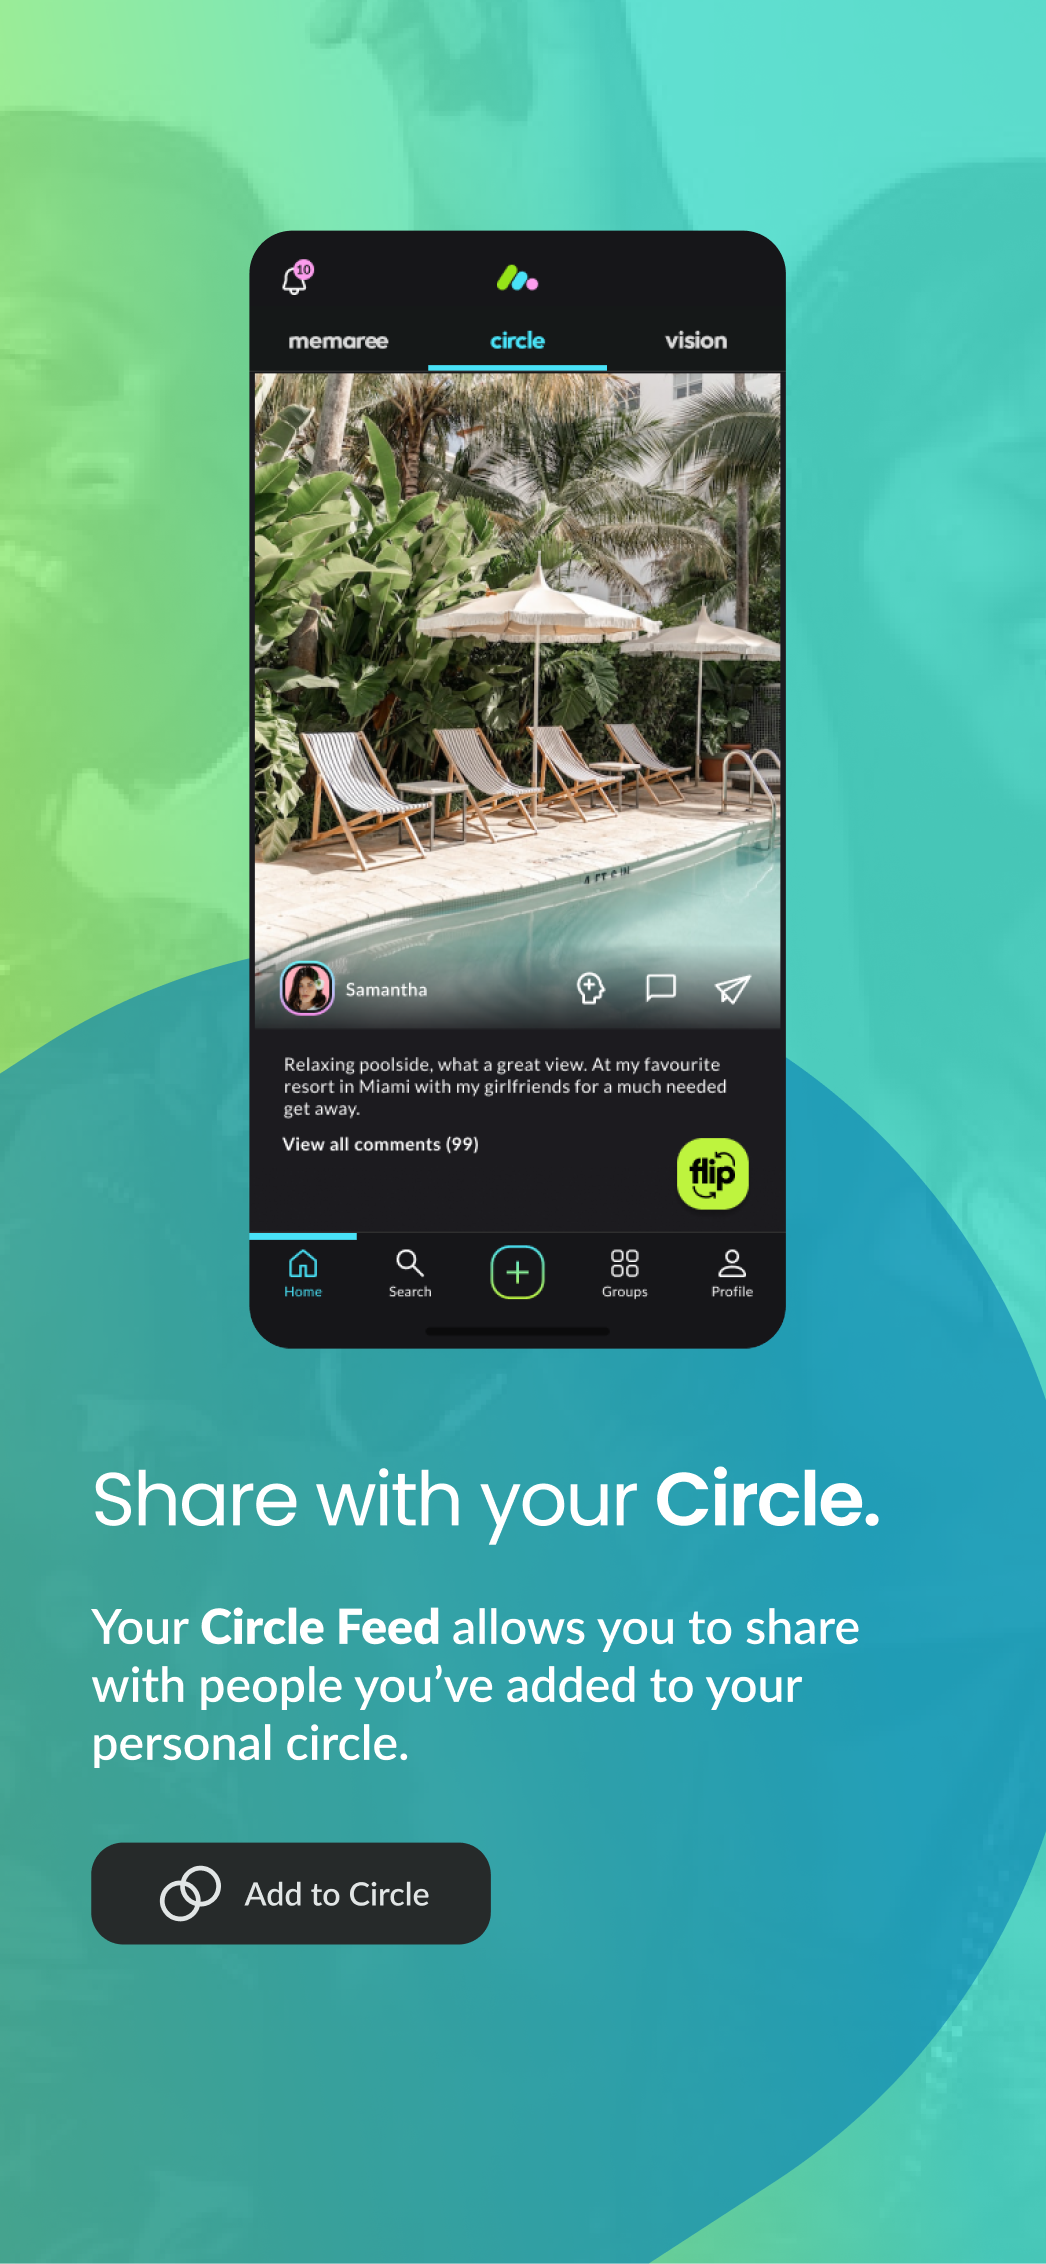 10
memaree
circle
vision
4 FT 6 IN
Samantha
Relaxing poolside, what a great view. At my favourite
resort in Miami with my girlfriends for a much needed
get away.
View all comments (99)
flip
Home
Search
Groups
Profile
Share with your Circle.
Your Circle Feed allows you to share
with people you’ve added to your
personal circle.
Add to Circle